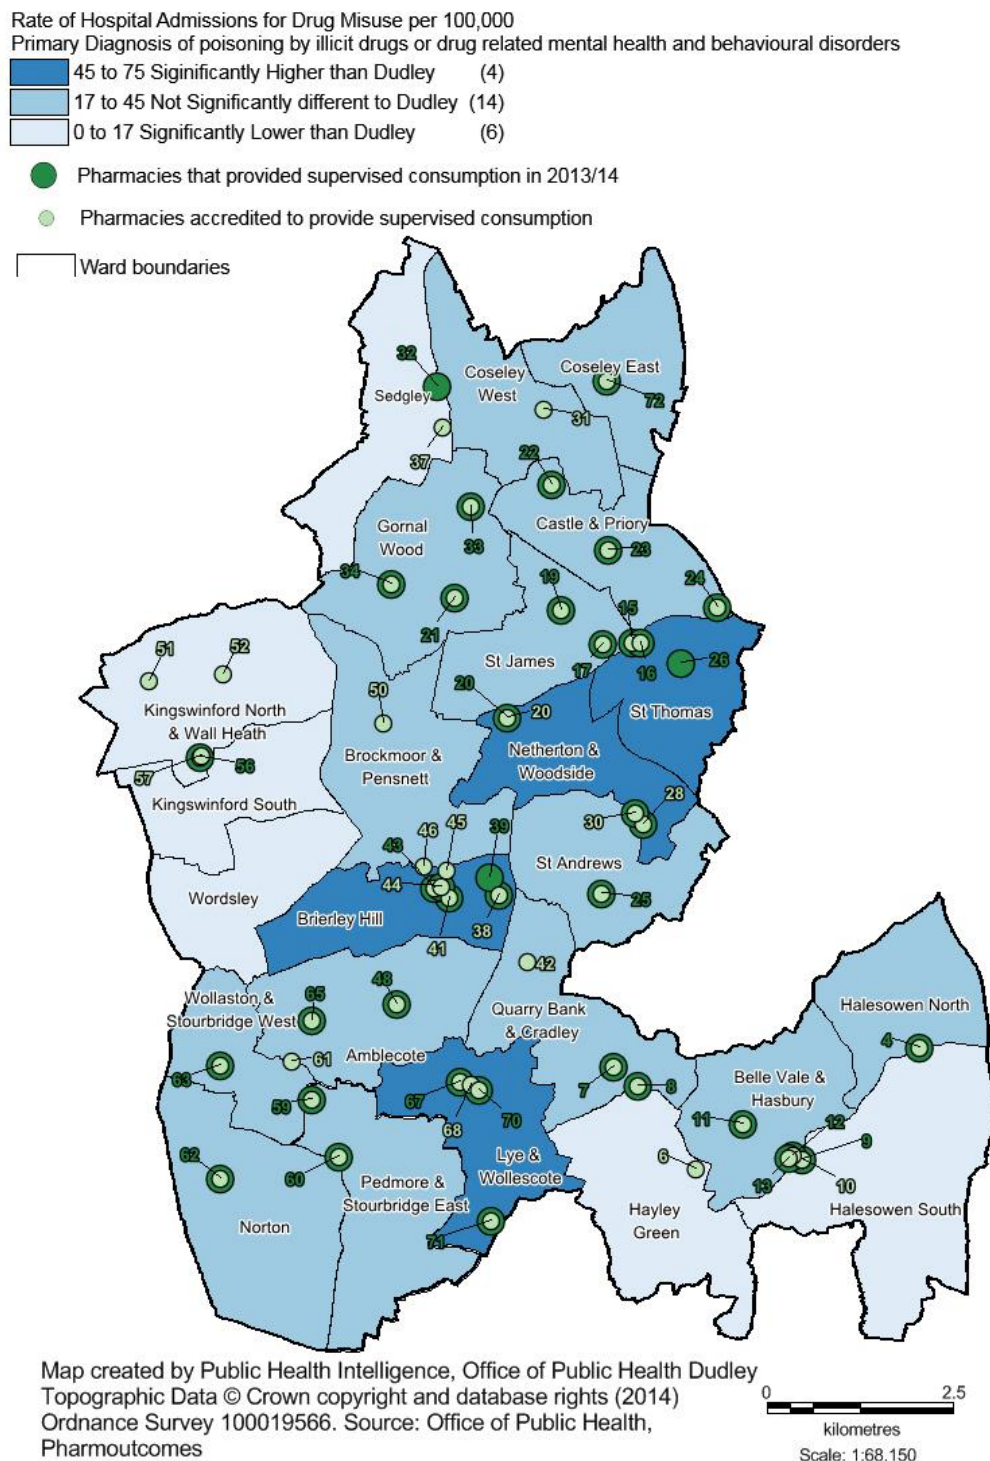 Rate of Hospital Admissions for Drug Misuse per 100,000
Primary Diagnosis of poisoning by illicit drugs or drug related mental health and behavioural disorders
45 to 75 Siginificantly Higher than Dudley (4)
17 to 45 Not Significantly different to Dudley (14)
0 to 17 Significantly Lower than Dudley (6)
Pharmacies that provided supervised consumption in 2013/14
Pharmacies accredited to provide supervised consumption
Ward boundaries
32
Coseley East
Coseley
West
Sedgley
72
31
37
22
Gornal
Wood
Castle & Priory
33
23
34
19
24
15
21
51
52
St James
17
16
26
50
20
20
St Thomas
Kingswinford North
& Wall Heath
Brockmoor &
Pensnett
Netherton &
Woodside
57
56
28
Kingswinford South
30
46
45
39
43
St Andrews
44
Wordsley
25
Brierley Hill
38
41
42
48
Wollaston &
Stourbridge West
65
Quarry Bank
& Cradley
Halesowen North
4
61
Amblecote
63
Belle Vale &
Hasbury
7
8
59
67
70
11
12
68
9
62
6
Lye &
Wollescote
60
13
10
Pedmore &
Stourbridge East
Hayley
Green
Halesowen South
Norton
71
Map created by Public Health Intelligence, Office of Public Health Dudley
Topographic Data © Crown copyright and database rights (2014)
Ordnance Survey 100019566. Source: Office of Public Health,
Pharmoutcomes
0 2.5
kilometres
Scale: 1:68,150